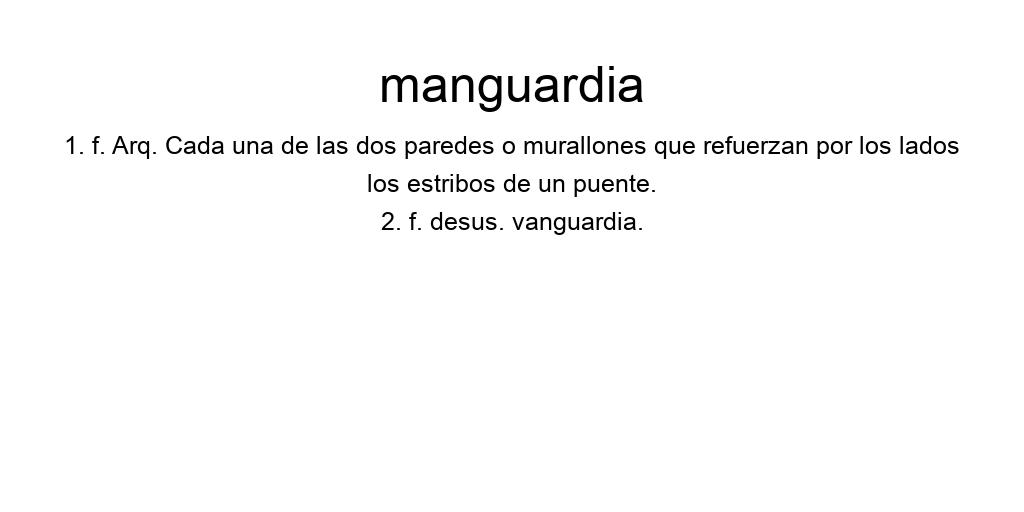 manguardia
1. f. Arq. Cada una de las dos paredes o murallones que refuerzan por los lados
los estribos de un puente.
2. f. desus. vanguardia.